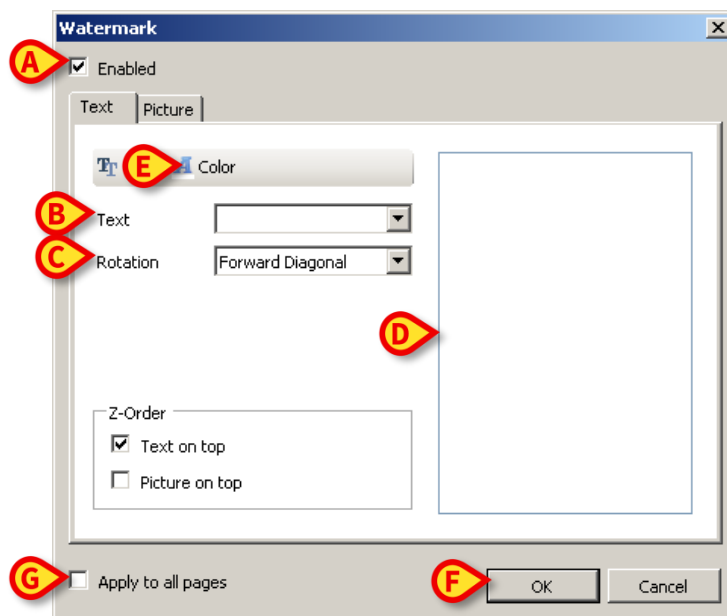 Watermark
A
Enabled
Text Picture
E Color
B Text
C Rotation Forward Diagonal
D
Z-Order
Text on top
Picture on top
G Apply to all pages F OK Cancel